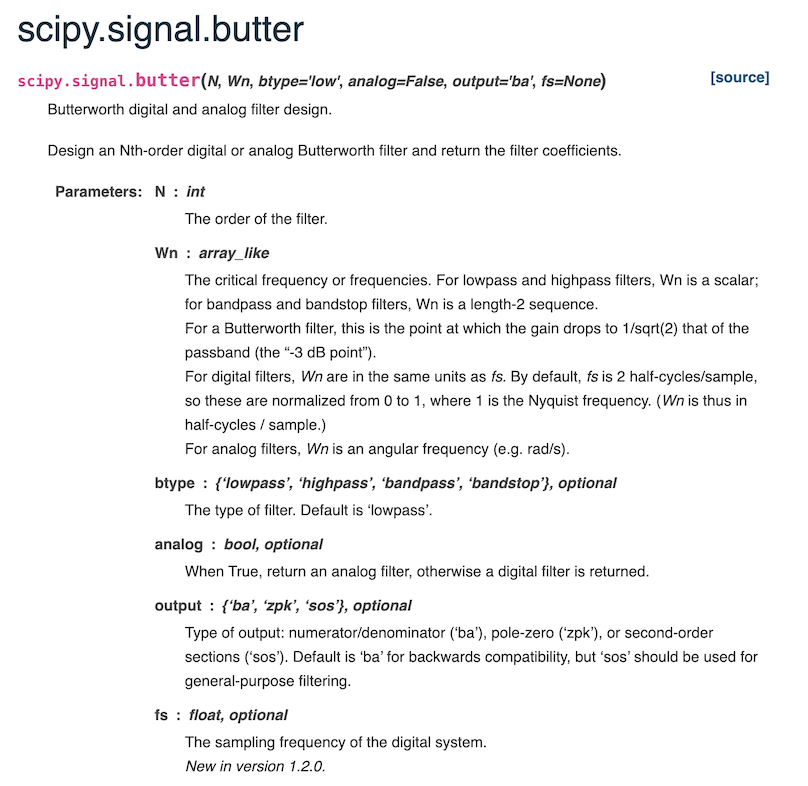 scipy.signal.butter
scipy.signal.butter(N, Wn, btype='low', analog=False, output='ba', fs=None) [source]
Butterworth digital and analog filter design.
Design an Nth-order digital or analog Butterworth filter and return the filter coefficients.
Parameters: N : int
The order of the filter.
Wn : array_like
The critical frequency or frequencies. For lowpass and highpass filters, Wn is a scalar;
for bandpass and bandstop filters, Wn is a length-2 sequence.
For a Butterworth filter, this is the point at which the gain drops to 1/sqrt(2) that of the
passband (the “-3 dB point”).
For digital filters, Wn are in the same units as fs. By default, fs is 2 half-cycles/sample,
so these are normalized from 0 to 1, where 1 is the Nyquist frequency. (Wn is thus in
half-cycles / sample.)
For analog filters, Wn is an angular frequency (e.g. rad/s).
btype : {‘lowpass’, ‘highpass’, ‘bandpass’, ‘bandstop’}, optional
The type of filter. Default is ‘lowpass’.
analog : bool, optional
When True, return an analog filter, otherwise a digital filter is returned.
output : {‘ba’, ‘zpk’, ‘sos’}, optional
Type of output: numerator/denominator (‘ba’), pole-zero (‘zpk’), or second-order
sections (‘sos’). Default is ‘ba’ for backwards compatibility, but ‘sos’ should be used for
general-purpose filtering.
fs : float, optional
The sampling frequency of the digital system.
New in version 1.2.0.